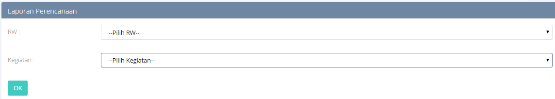 Laporan Perencanaan
RW
--Pilih RW--
Kegiatan
--Pilih Kegiatan--
OK